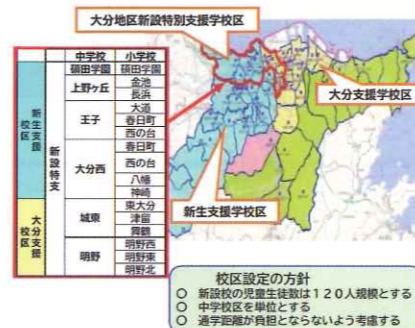 大分地区新設特別支援学校区
大分支援学校区
新生支援学校区
中学校 小学校
新生支援校区
大分支援校区
新設特支
碩田学園 碩田学園
上野ヶ丘 金池
長浜
王子 大道
春日町
西の台
大分西 春日町
西の台
八幡
神崎
城東 東大分
津留
舞鶴
明野 明野西
明野東
明野北
校区設定の方針
○ 新設校の児童生徒数は120人規模とする
○ 中学校区を単位とする
○ 通学距離が負担とならないよう考慮する